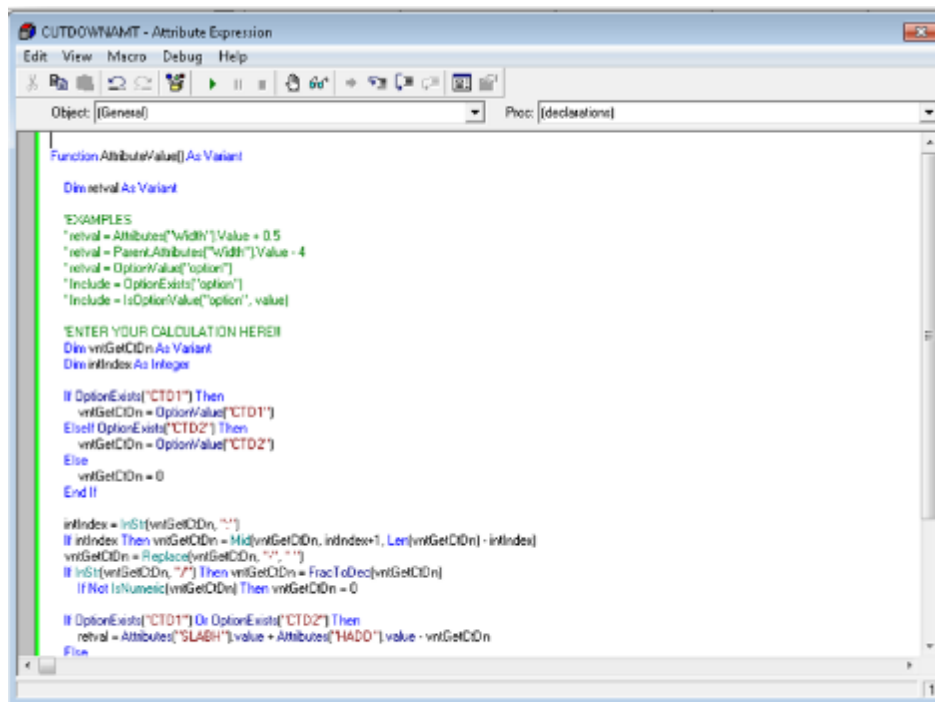 CUTDOWNAMT - Attribute Expression
Edit View Macro Debug Help
Object: (General) Proc: (declarations)
Function AttributeValue() As Variant
Dim retval As Variant
'EXAMPLES
' retval = Attributes("Width").Value + 0.5
' retval = Parent.Attributes("Width").Value - 4
' retval = OptionValue("option")
' Include = OptionExists("option")
' Include = IsOptionValue("option", value)
'ENTER YOUR CALCULATION HERE!!
Dim vntGetCtDn As Variant
Dim intIndex As Integer
If OptionExists("CTD1") Then
vntGetCtDn = OptionValue("CTD1")
ElseIf OptionExists("CTD2") Then
vntGetCtDn = OptionValue("CTD2")
Else
vntGetCtDn = 0
End If
intIndex = InStr(vntGetCtDn, ":")
If intIndex Then vntGetCtDn = Mid(vntGetCtDn, intIndex+1, Len(vntGetCtDn) - intIndex)
vntGetCtDn = Replace(vntGetCtDn, "-", " ")
If InStr(vntGetCtDn, "/") Then vntGetCtDn = FracToDec(vntGetCtDn)
If Not IsNumeric(vntGetCtDn) Then vntGetCtDn = 0
If OptionExists("CTD1") Or OptionExists("CTD2") Then
retval = Attributes("SLABH").value + Attributes("HADD").value - vntGetCtDn
Else
1